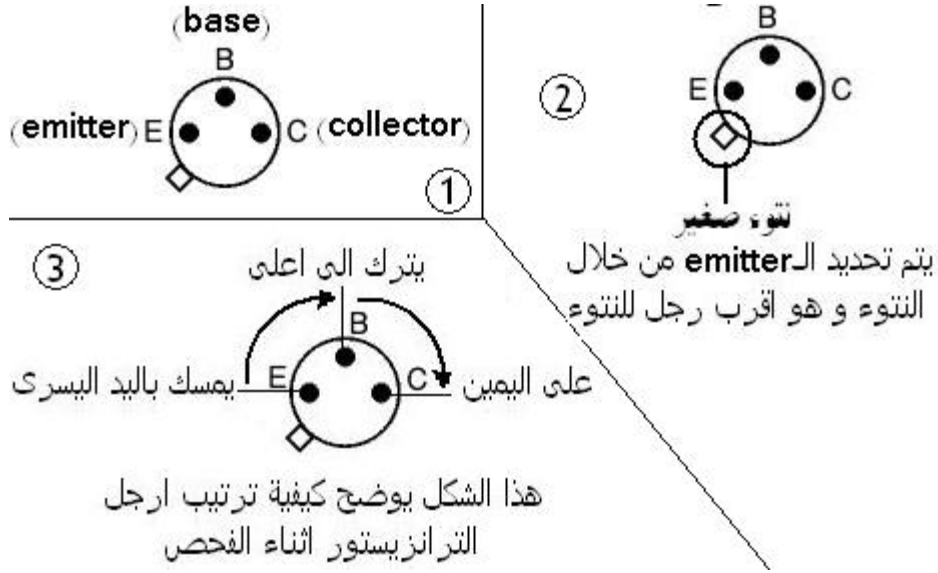 (base)
B
(emitter) E
C (collector)
1
2
B
E
C
نتوء صغير
يتم تحديد الـemitter من خلال
النتوء و هو اقرب رجل للنتوء
3
يترك الى اعلى
B
يمسك باليد اليسرى
E
C
على اليمين
هذا الشكل يوضح كيفية ترتيب ارجل
الترانزيستور اثناء الفحص